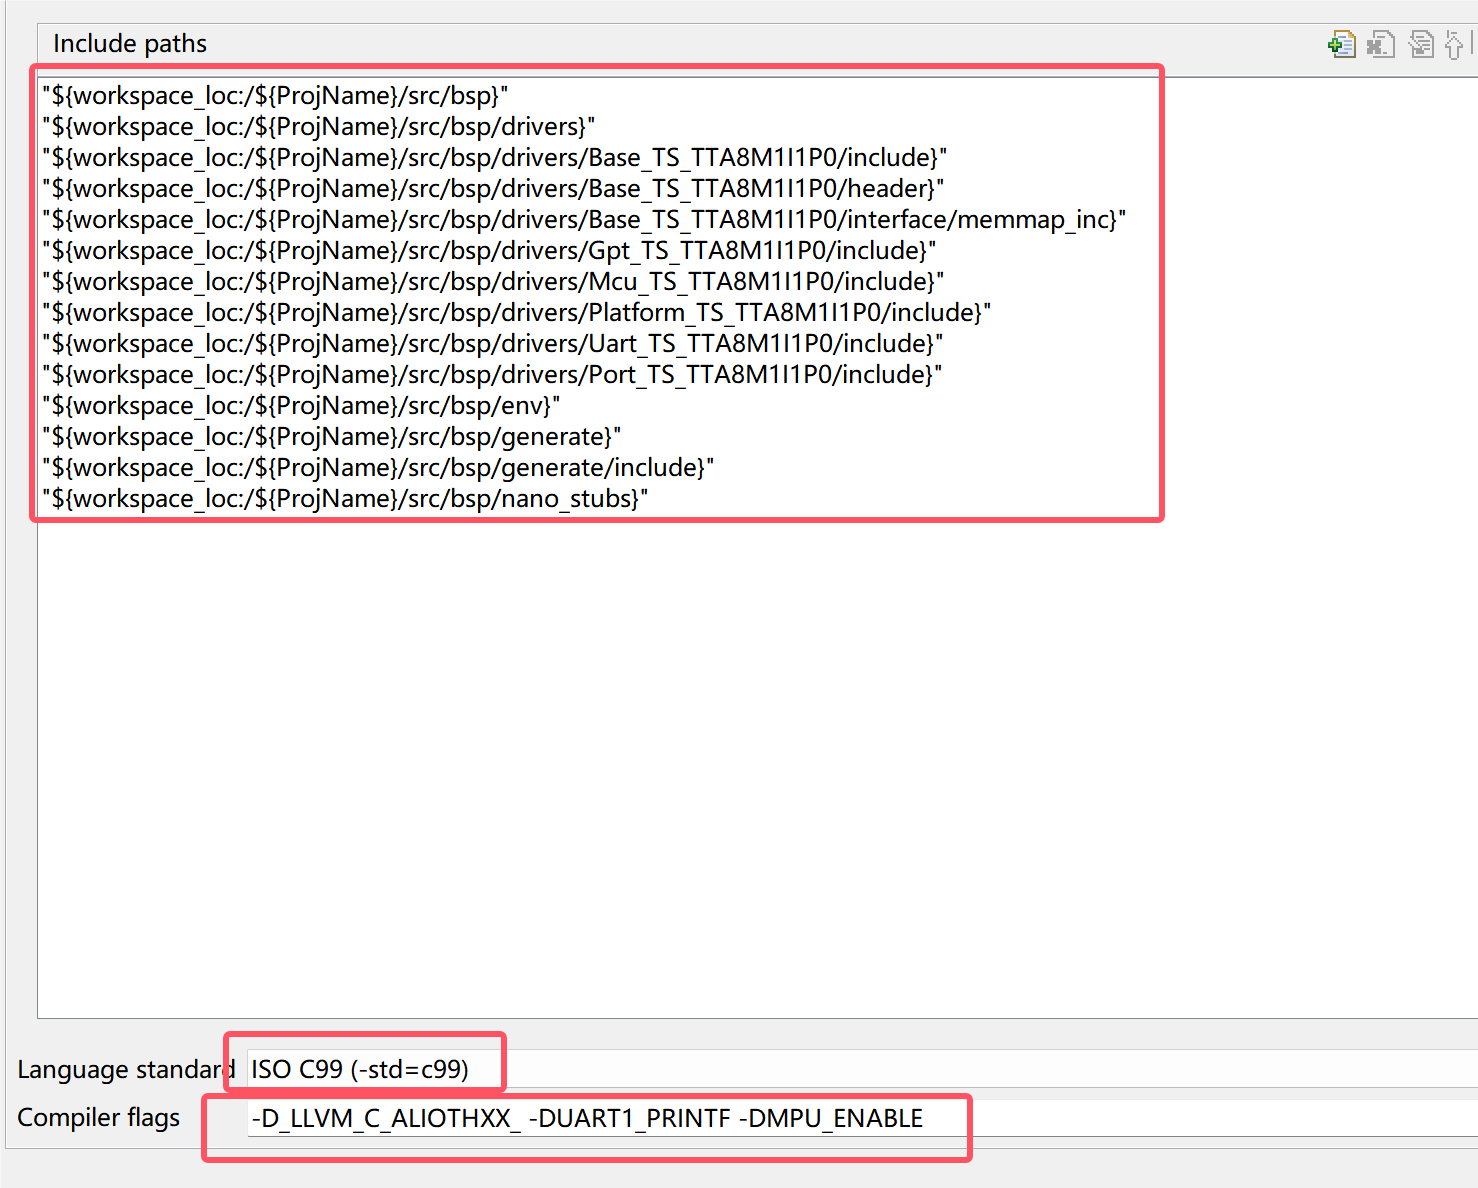 Include paths
"${workspace_loc:/${ProjName}/src/bsp}"
"${workspace_loc:/${ProjName}/src/bsp/drivers}"
"${workspace_loc:/${ProjName}/src/bsp/drivers/Base_TS_TTA8M1I1P0/include}"
"${workspace_loc:/${ProjName}/src/bsp/drivers/Base_TS_TTA8M1I1P0/header}"
"${workspace_loc:/${ProjName}/src/bsp/drivers/Base_TS_TTA8M1I1P0/interface/memmap_inc}"
"${workspace_loc:/${ProjName}/src/bsp/drivers/Gpt_TS_TTA8M1I1P0/include}"
"${workspace_loc:/${ProjName}/src/bsp/drivers/Mcu_TS_TTA8M1I1P0/include}"
"${workspace_loc:/${ProjName}/src/bsp/drivers/Platform_TS_TTA8M1I1P0/include}"
"${workspace_loc:/${ProjName}/src/bsp/drivers/Uart_TS_TTA8M1I1P0/include}"
"${workspace_loc:/${ProjName}/src/bsp/drivers/Port_TS_TTA8M1I1P0/include}"
"${workspace_loc:/${ProjName}/src/bsp/env}"
"${workspace_loc:/${ProjName}/src/bsp/generate}"
"${workspace_loc:/${ProjName}/src/bsp/generate/include}"
"${workspace_loc:/${ProjName}/src/bsp/nano_stubs}"
Language standard ISO C99 (-std=c99)
Compiler flags -D_LLVM_C_ALIOTHXX_ -DUART1_PRINTF -DMPU_ENABLE